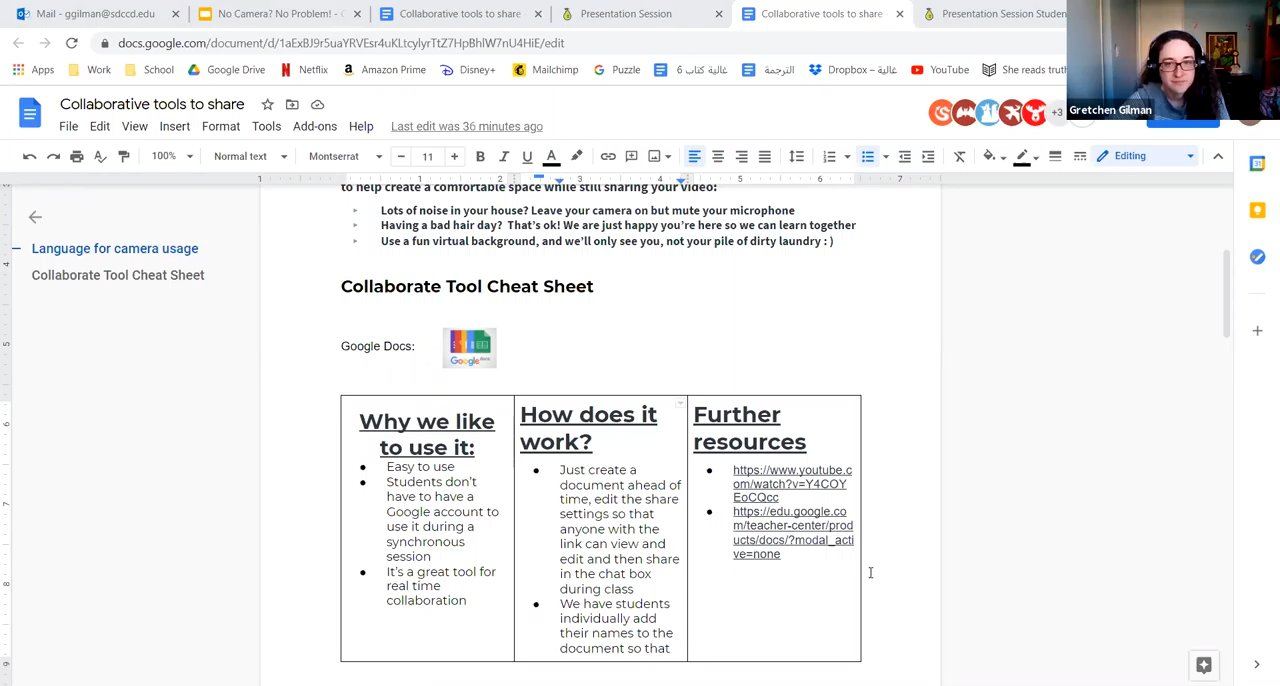 Mail - ggilman@sdccd.edu
No Camera? No Problem! -
Collaborative tools to share
Presentation Session
Collaborative tools to share
Presentation Session Studen
docs.google.com/document/d/1aExBJ9r5uaYRVEsr4uKLtcylyrTtZ7HpBhlW7nU4HiE/edit
Apps
Work
School
Google Drive
Netflix
Amazon Prime
Disney+
Mailchimp
Puzzle
غالية كتاب 6
الترجمة
Dropbox - غالية
YouTube
She reads trut
Gretchen Gilman
Collaborative tools to share
+3
File Edit View Insert Format Tools Add-ons Help Last edit was 36 minutes ago
100% Normal text Montserrat 11 B I U A Editing
1 1 2 3 4 5 6 7
to help create a comfortable space while still sharing your video:
Lots of noise in your house? Leave your camera on but mute your microphone
Having a bad hair day? That's ok! We are just happy you're here so we can learn together
Use a fun virtual background, and we'll only see you, not your pile of dirty laundry : )
Language for camera usage
Collaborate Tool Cheat Sheet
Collaborate Tool Cheat Sheet
Google Docs:
Google
Why we like
to use it:
Easy to use
Students don't
have to have a
Google account to
use it during a
synchronous
session
It's a great tool for
real time
collaboration
How does it
work?
Just create a
document ahead of
time, edit the share
settings so that
anyone with the
link can view and
edit and then share
in the chat box
during class
We have students
individually add
their names to the
document so that
Further
resources
https://www.youtube.c
om/watch?v=Y4COY
EoCQcc
https://edu.google.co
m/teacher-center/prod
ucts/docs/?modal_acti
ve=none